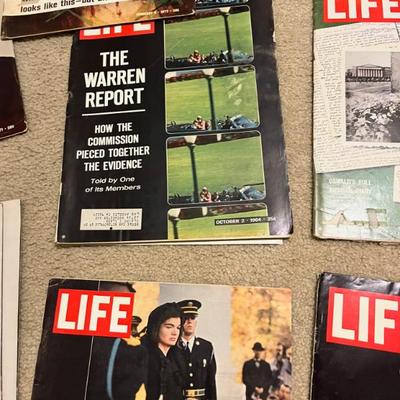 looks like this—but
LIFE
THE
WARREN
REPORT
HOW THE
COMMISSION
PIECED TOGETHER
THE EVIDENCE
Told by One
of Its Members
OCTOBER 2 · 1964 · 35¢
LIFE
OSWALD'S FULL
LIFE
LIF